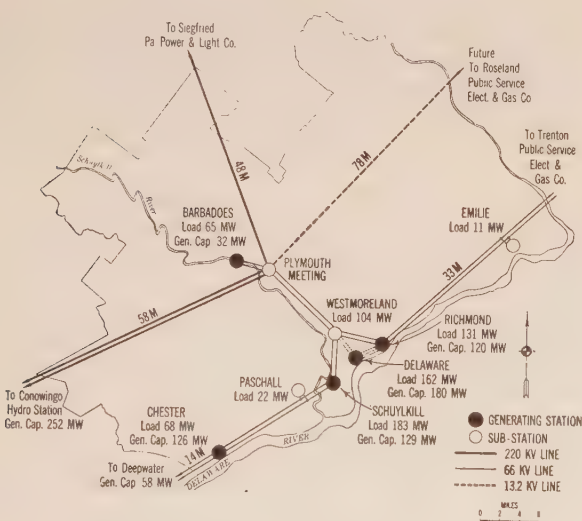 To Siegfried
Pa Power & Light Co.
Future
To Roseland
Public Service
Elect. & Gas Co
To Trenton
Public Service
Elect &
Gas Co.
48 M
78 M
River
BARBADOES
Load 65 MW
Gen. Cap 32 MW
EMILIE
Load 11 MW
PLYMOUTH
MEETING
33 M
58 M
WESTMORELAND
Load 104 MW
RICHMOND
Load 131 MW
Gen. Cap. 120 MW
DELAWARE
Load 162 MW
Gen. Cap. 180 MW
To Conowingo
Hydro Station
Gen. Cap. 252 MW
PASCHALL
Load 22 MW
CHESTER
Load 68 MW
Gen. Cap. 126 MW
SCHUYLKILL
Load 183 MW
Gen. Cap. 129 MW
14 M
To Deepwater
Gen. Cap 58 MW
DELAWARE RIVER
GENERATING STATION
SUB-STATION
220 KV LINE
66 KV LINE
13.2 KV LINE
MILES
0 2 4 8